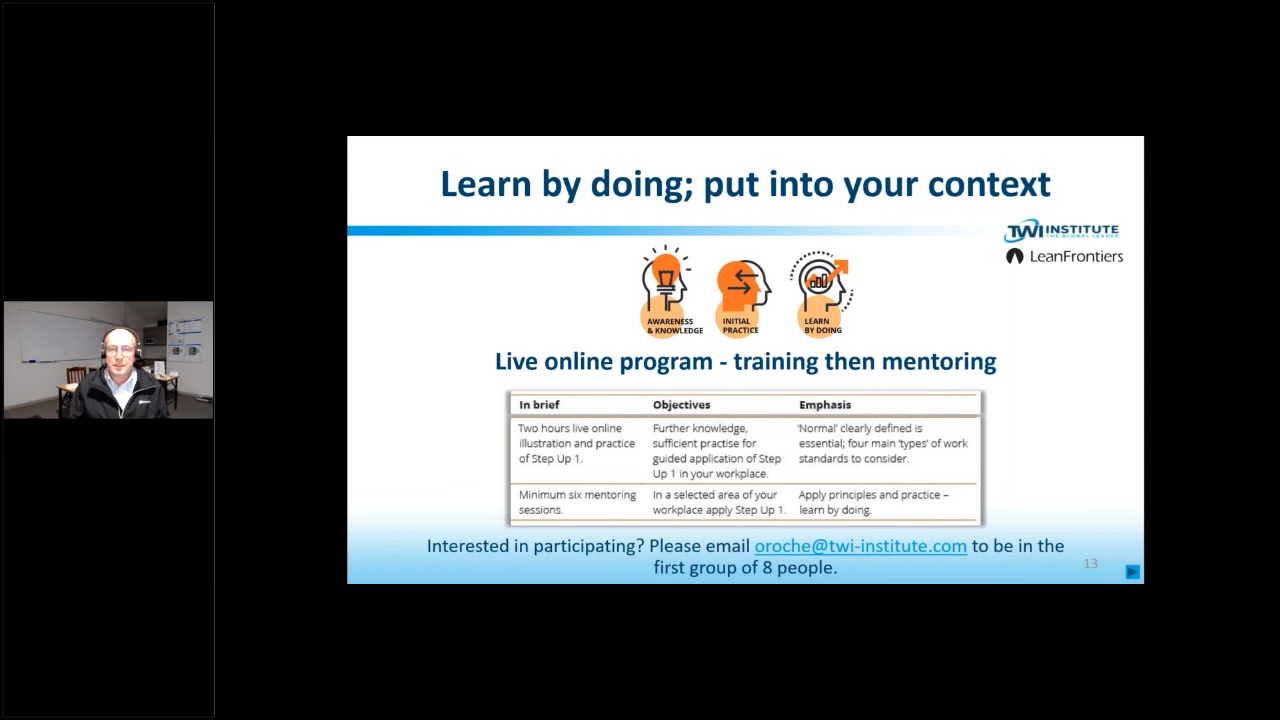 Learn by doing; put into your context
TWI INSTITUTE
THE GLOBAL LEADER
LeanFrontiers
AWARENESS
& KNOWLEDGE
INITIAL
PRACTICE
LEARN
BY DOING
Live online program - training then mentoring
In brief Objectives Emphasis
Two hours live online
illustration and practice
of Step Up 1.
Further knowledge,
sufficient practise for
guided application of Step
Up 1 in your workplace.
‘Normal’ clearly defined is
essential; four main ‘types’ of work
standards to consider.
Minimum six mentoring
sessions.
In a selected area of your
workplace apply Step Up 1.
Apply principles and practice –
learn by doing.
Interested in participating? Please email oroche@twi-institute.com to be in the
first group of 8 people.
13